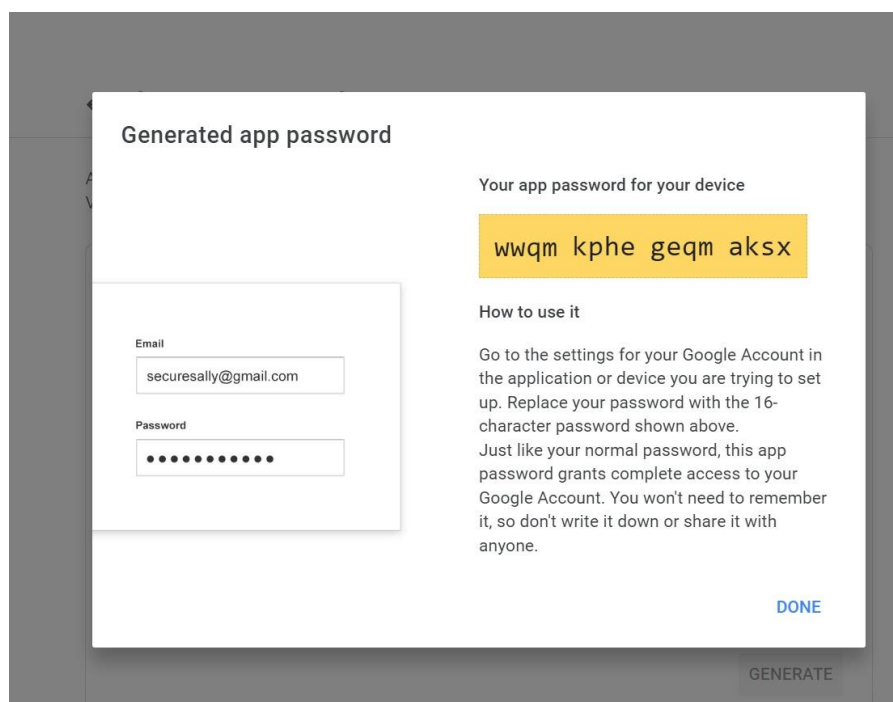 Generated app password
Your app password for your device
wwqm kphe geqm aksx
How to use it
Go to the settings for your Google Account in
the application or device you are trying to set
up. Replace your password with the 16-
character password shown above.
Just like your normal password, this app
password grants complete access to your
Google Account. You won't need to remember
it, so don't write it down or share it with
anyone.
Email
securesally@gmail.com
Password
DONE
GENERATE